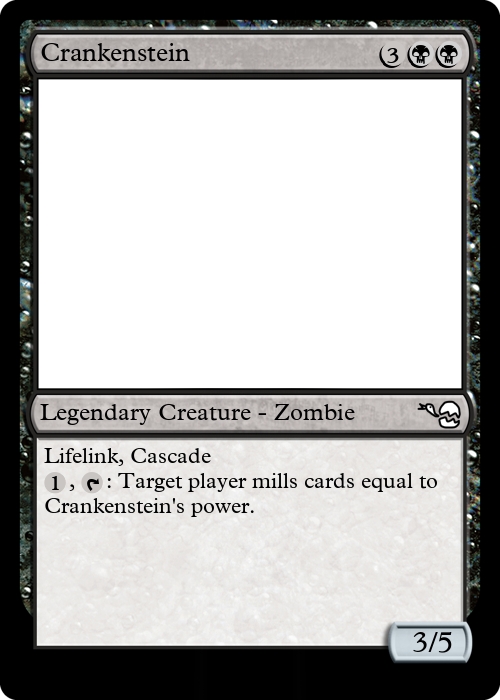 Crankenstein 3
Legendary Creature - Zombie
Lifelink, Cascade
1 , : Target player mills cards equal to
Crankenstein's power.
3/5